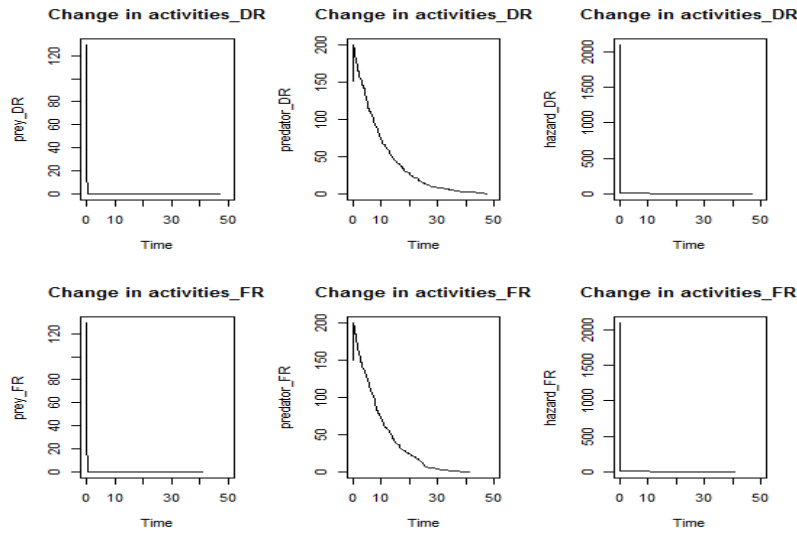 Change in activities_DR Change in activities_DR Change in activities_DR
prey_DR
0 20 40 60 80 120
0 10 30 50
Time
predator_DR
0 50 100 150 200
0 10 30 50
Time
hazard_DR
0 500 1000 1500 2000
0 10 30 50
Time
Change in activities_FR Change in activities_FR Change in activities_FR
prey_FR
0 20 40 60 80 120
0 10 30 50
Time
predator_FR
0 50 100 150 200
0 10 30 50
Time
hazard_FR
0 500 1000 1500 2000
0 10 30 50
Time